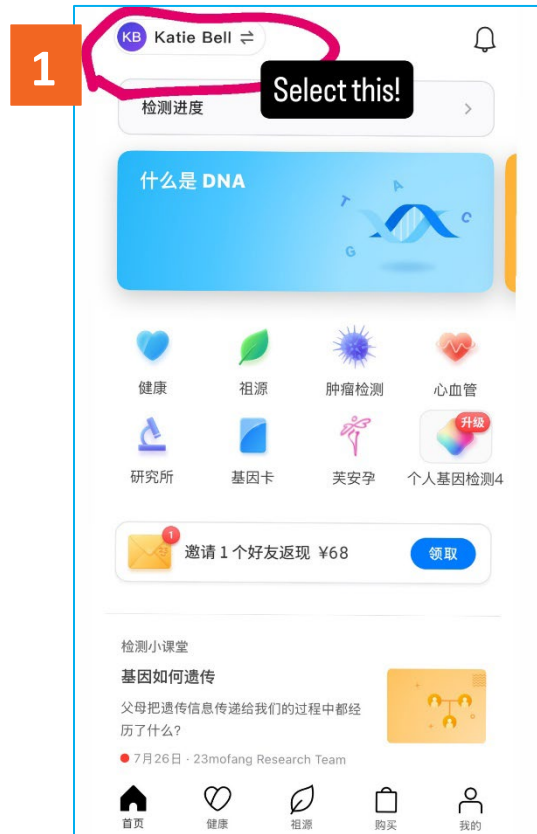 1
KB Katie Bell
Select this!
检测进度
什么是 DNA
T A C G
健康 祖源 肿瘤检测 心血管
升级
研究所 基因卡 芙安孕 个人基因检测4
1
邀请 1 个好友返现 ¥68 领取
检测小课堂
基因如何遗传
父母把遗传信息传递给我们的过程中都经
历了什么?
7月26日 · 23mofang Research Team
首页 健康 祖源 购买 我的